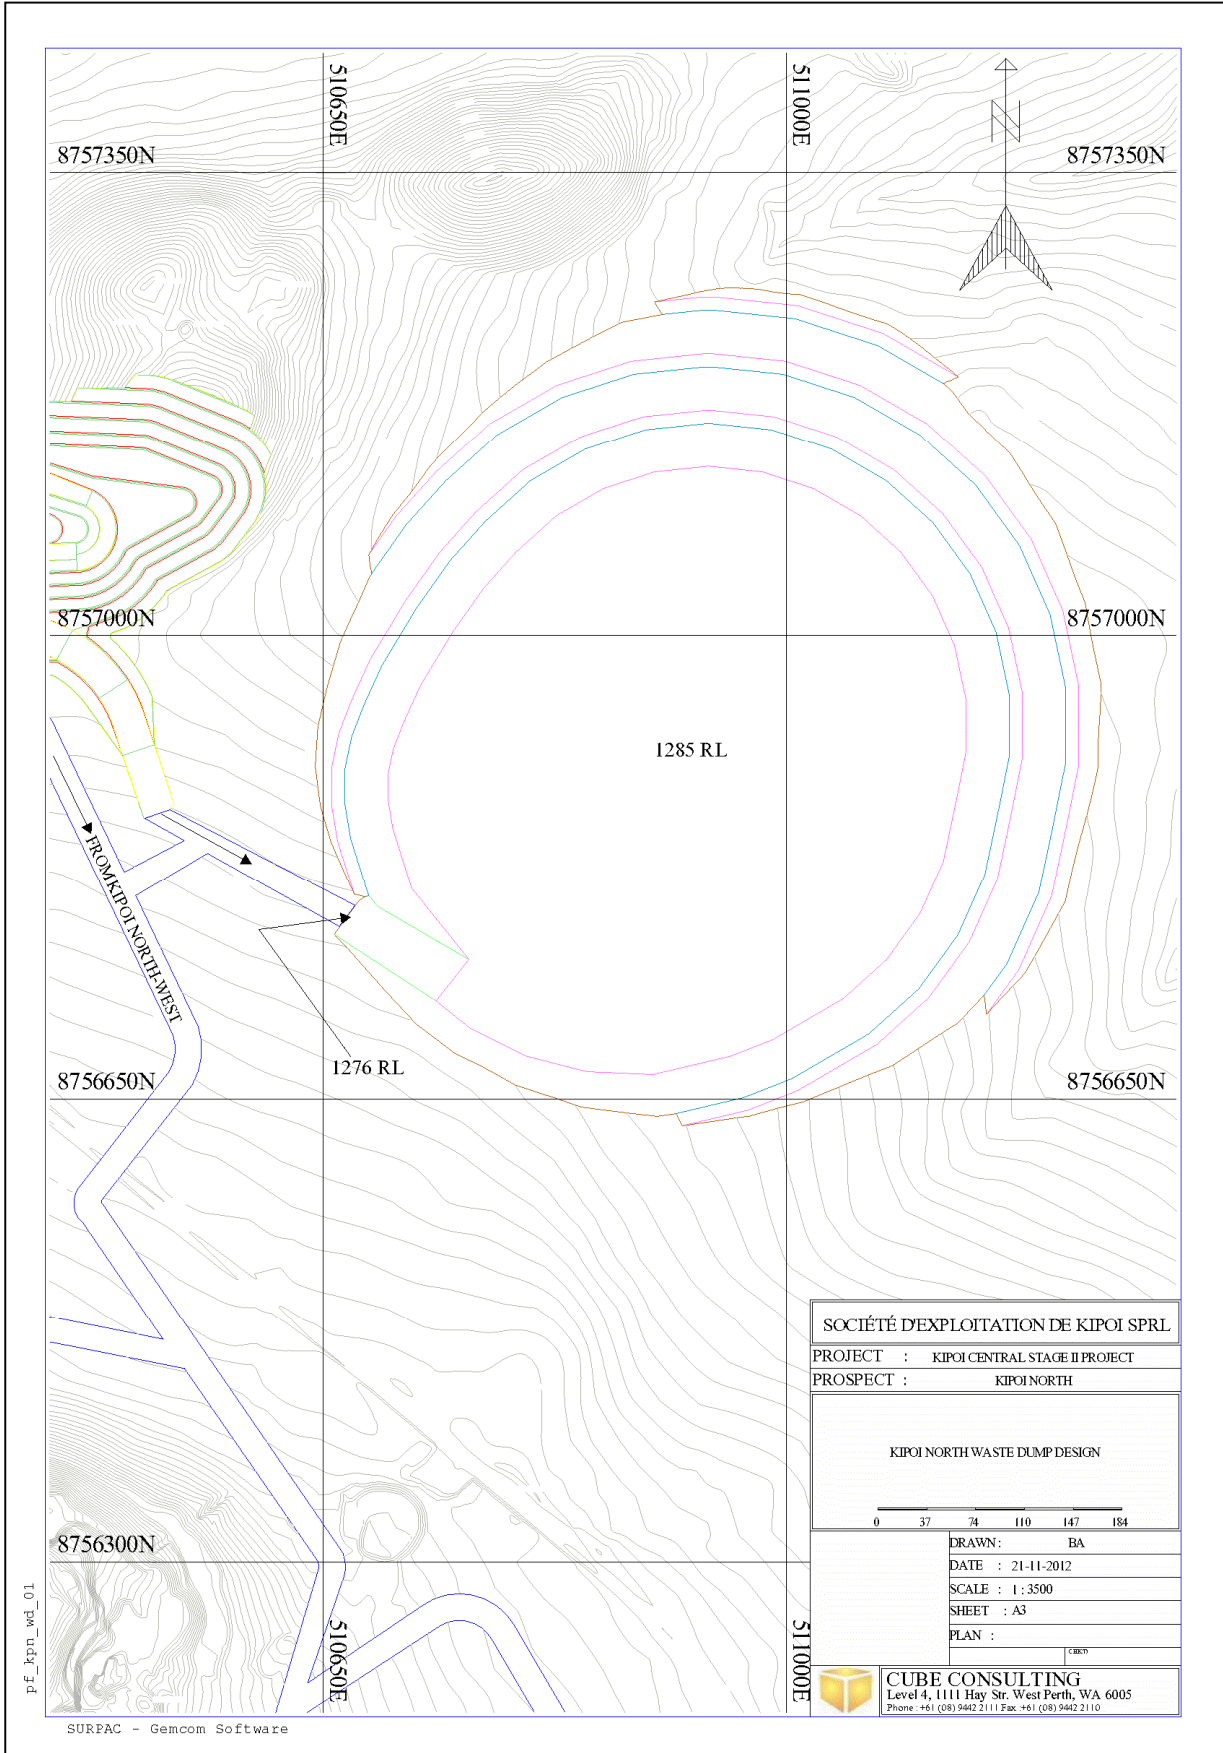 510650E
511000E
8757350N
8757350N
8757000N
8757000N
1285 RL
FROM KIPOI NORTH-WEST
1276 RL
8756650N
8756650N
8756300N
510650E
511000E
SOCIÉTÉ D'EXPLOITATION DE KIPOI SPRL
PROJECT : KIPOI CENTRAL STAGE II PROJECT
PROSPECT : KIPOI NORTH
KIPOI NORTH WASTE DUMP DESIGN
0 37 74 110 147 184
DRAWN : BA
DATE : 21-11-2012
SCALE : 1 : 3500
SHEET : A3
PLAN :
CHK'D
CUBE CONSULTING
Level 4, 1111 Hay Str. West Perth, WA 6005
Phone : +61 (08) 9442 2111 Fax :+61 (08) 9442 2110
pf_kpn_wd_01
SURPAC - Gemcom Software